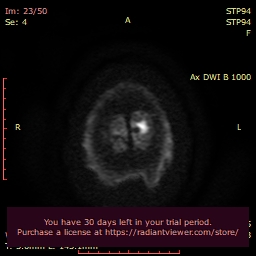 Im: 23/50
Se: 4
A
STP94
STP94
F
Ax DWI B 1000
R
L
You have 30 days left in your trial period.
Purchase a license at https://radiantviewer.com/store/